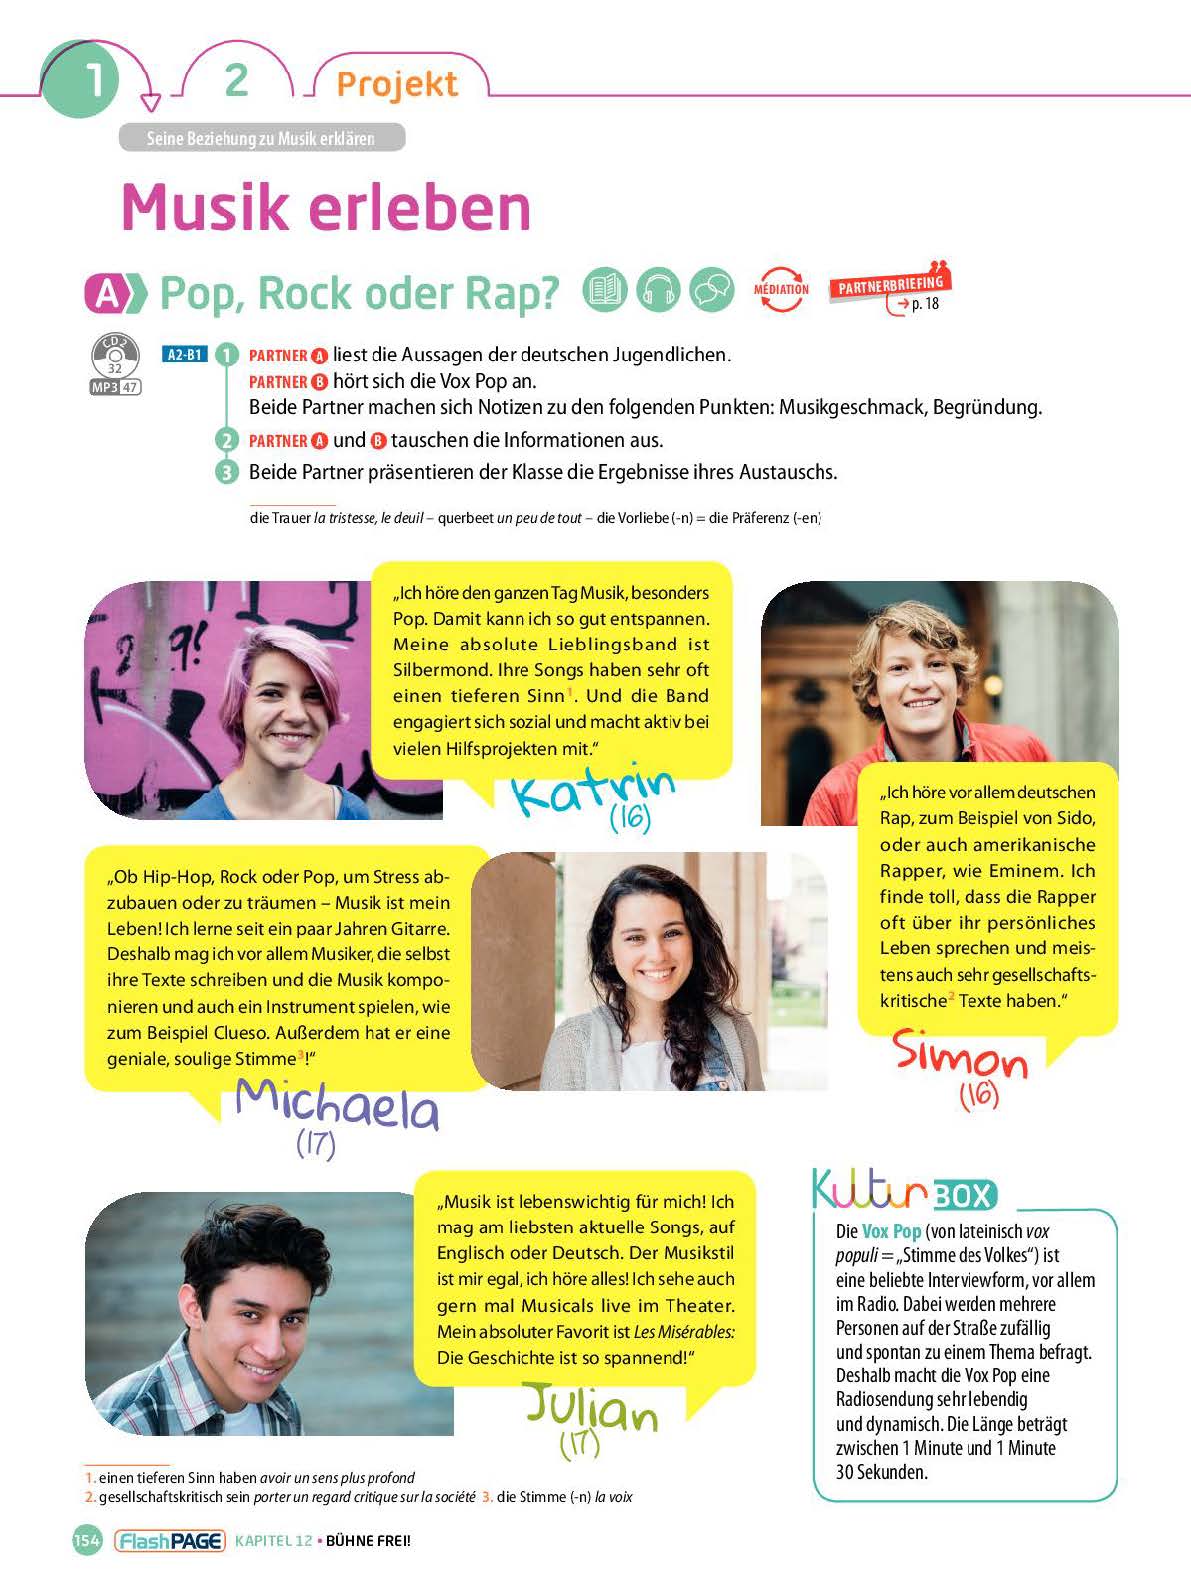 1
2
Projekt
Seine Beziehung zu Musik erklären
Musik erleben
A Pop, Rock oder Rap?
MÉDIATION
PARTNERBRIEFING
p. 18
CD2
32
MP3 47
A2-B1
1 PARTNER A liest die Aussagen der deutschen Jugendlichen.
PARTNER B hört sich die Vox Pop an.
Beide Partner machen sich Notizen zu den folgenden Punkten: Musikgeschmack, Begründung.
2 PARTNER A und B tauschen die Informationen aus.
3 Beide Partner präsentieren der Klasse die Ergebnisse ihres Austauschs.
die Trauer la tristesse, le deuil – querbeet un peu de tout – die Vorliebe (-n) = die Präferenz (-en)
2 9!
„Ich höre den ganzen Tag Musik, besonders
Pop. Damit kann ich so gut entspannen.
Meine absolute Lieblingsband ist
Silbermond. Ihre Songs haben sehr oft
einen tieferen Sinn1. Und die Band
engagiert sich sozial und macht aktiv bei
vielen Hilfsprojekten mit.“
Katrin
(16)
„Ich höre vor allem deutschen
Rap, zum Beispiel von Sido,
oder auch amerikanische
Rapper, wie Eminem. Ich
finde toll, dass die Rapper
oft über ihr persönliches
Leben sprechen und meis-
tens auch sehr gesellschafts-
kritische2 Texte haben.“
Simon
(16)
„Ob Hip-Hop, Rock oder Pop, um Stress ab-
zubauen oder zu träumen – Musik ist mein
Leben! Ich lerne seit ein paar Jahren Gitarre.
Deshalb mag ich vor allem Musiker, die selbst
ihre Texte schreiben und die Musik kompo-
nieren und auch ein Instrument spielen, wie
zum Beispiel Clueso. Außerdem hat er eine
geniale, soulige Stimme3!“
Michaela
(17)
„Musik ist lebenswichtig für mich! Ich
mag am liebsten aktuelle Songs, auf
Englisch oder Deutsch. Der Musikstil
ist mir egal, ich höre alles! Ich sehe auch
gern mal Musicals live im Theater.
Mein absoluter Favorit ist Les Misérables:
Die Geschichte ist so spannend!“
Julian
(17)
Kultur BOX
Die Vox Pop (von lateinisch vox
populi = „Stimme des Volkes“) ist
eine beliebte Interviewform, vor allem
im Radio. Dabei werden mehrere
Personen auf der Straße zufällig
und spontan zu einem Thema befragt.
Deshalb macht die Vox Pop eine
Radiosendung sehr lebendig
und dynamisch. Die Länge beträgt
zwischen 1 Minute und 1 Minute
30 Sekunden.
1. einen tieferen Sinn haben avoir un sens plus profond
2. gesellschaftskritisch sein porter un regard critique sur la société 3. die Stimme (-n) la voix
154 FlashPAGE KAPITEL 12 ▪ BÜHNE FREI!